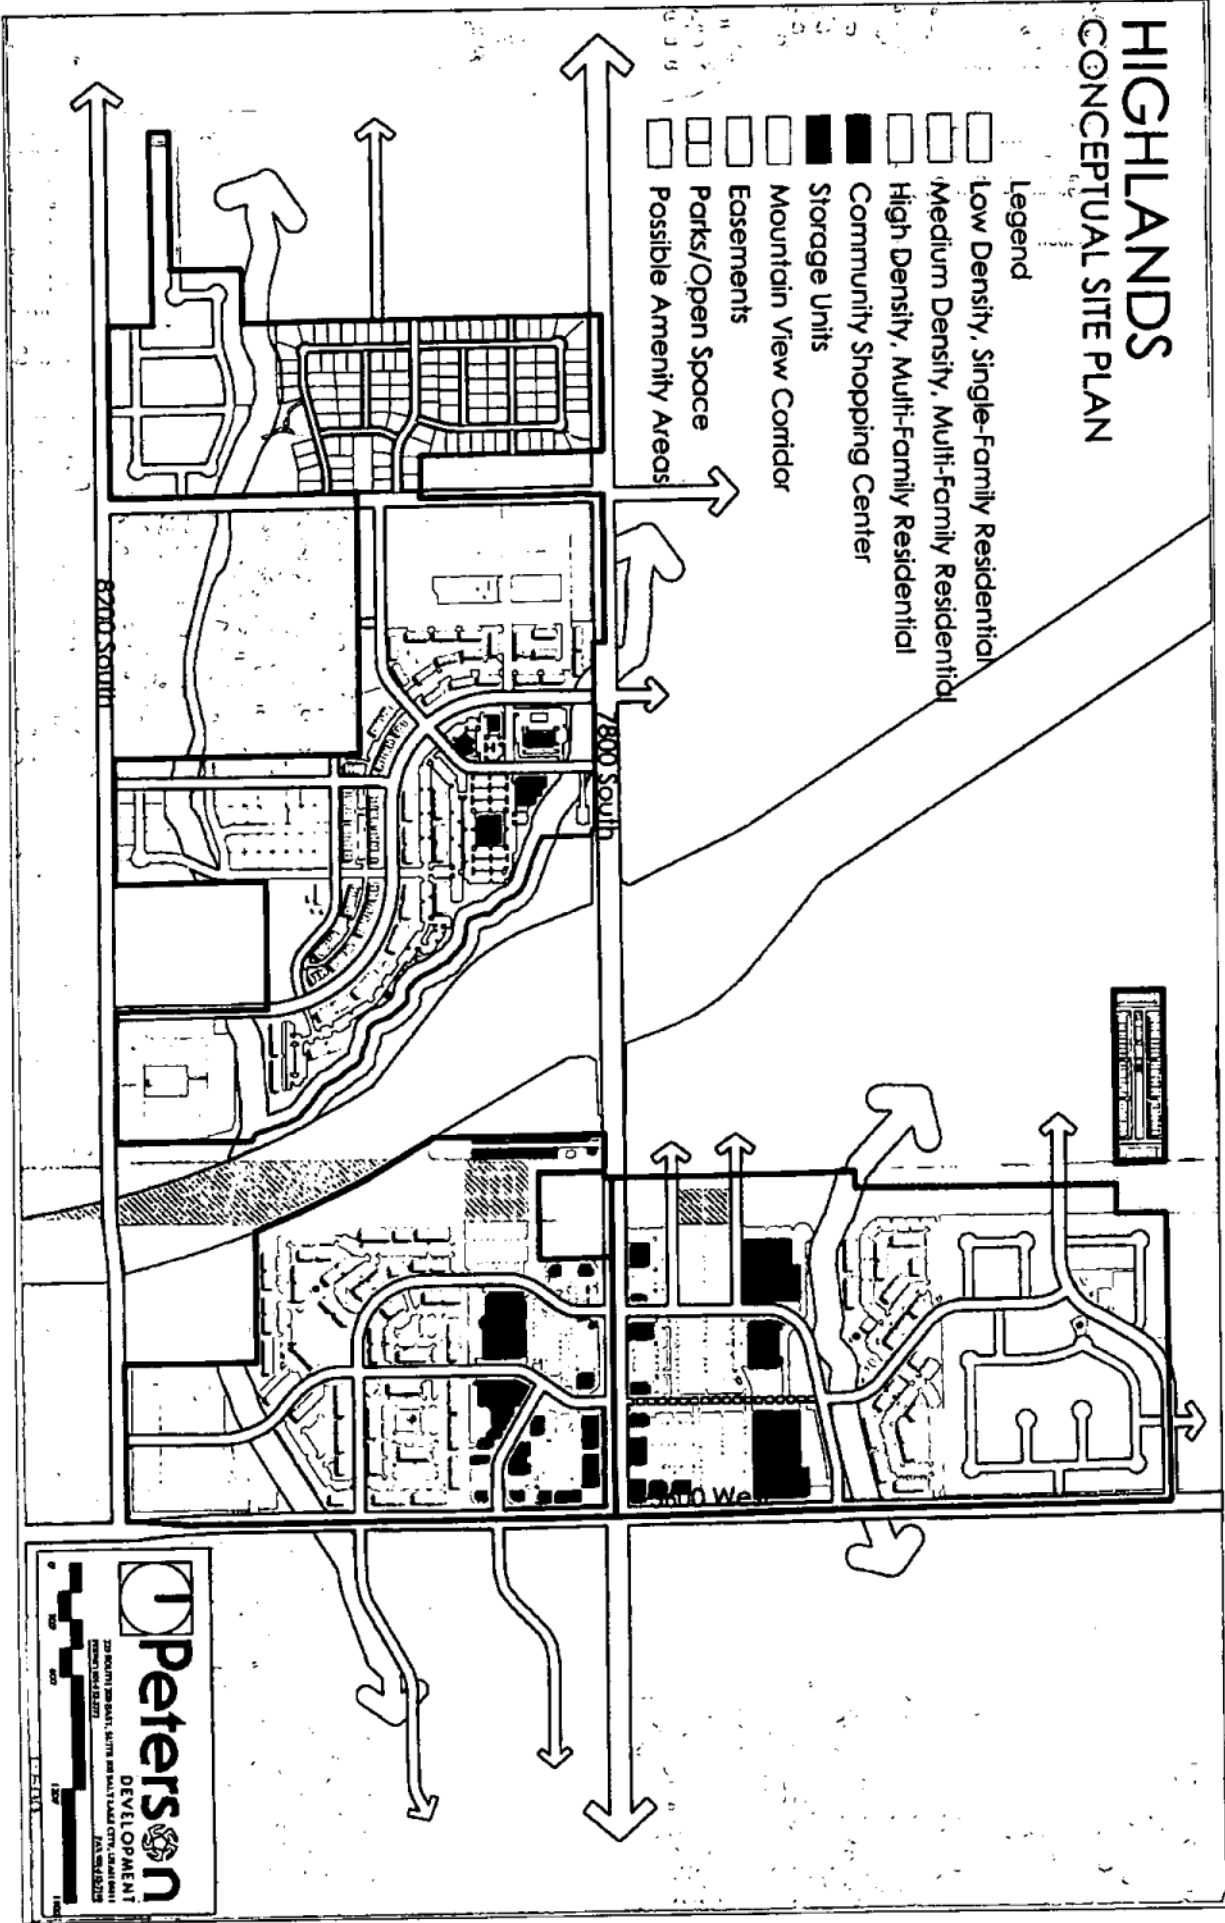 HIGHLANDS
CONCEPTUAL SITE PLAN
Legend
Low Density, Single-Family Residential
Medium Density, Multi-Family Residential
High Density, Multi-Family Residential
Community Shopping Center
Storage Units
Mountain View Corridor
Easements
Parks/Open Space
Possible Amenity Areas
7800 South
8200 South
5600 West
Peterson
DEVELOPMENT